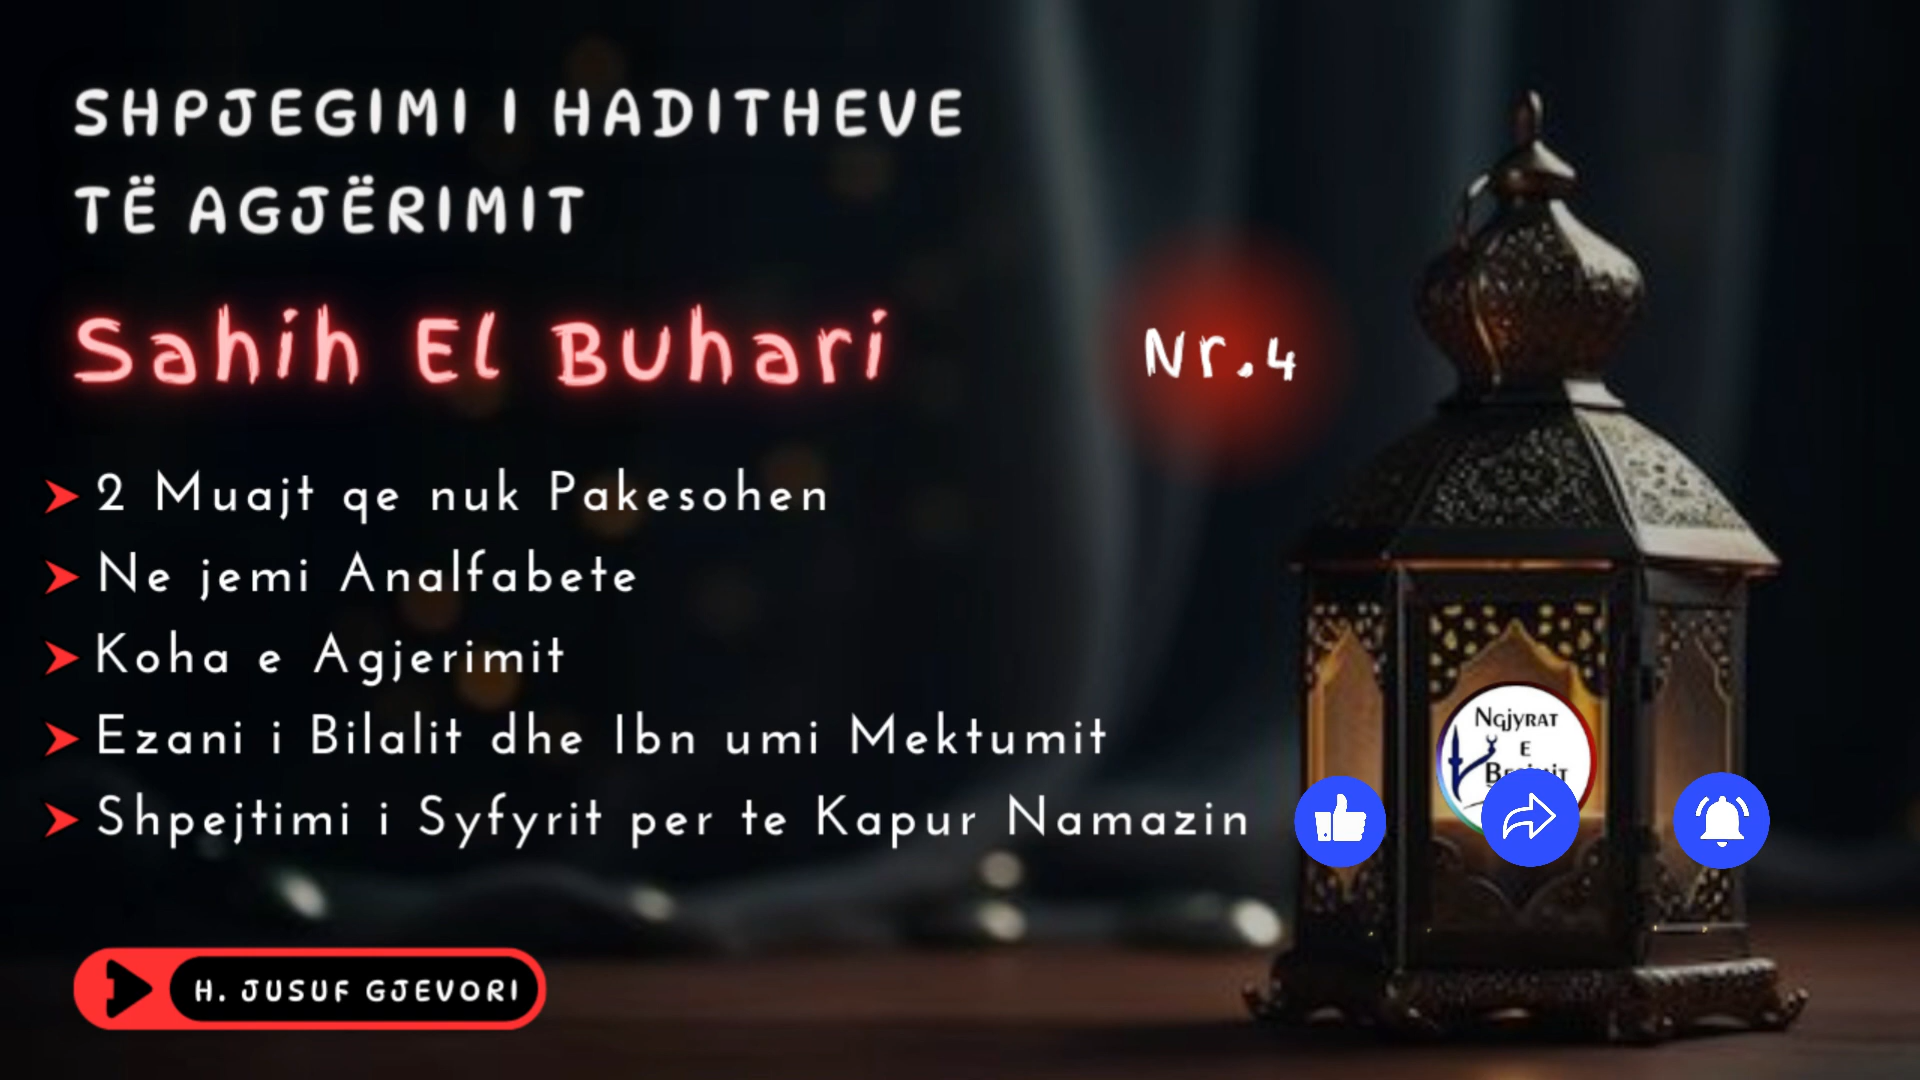 SHPJEGIMI I HADITHEVE
TË AGJËRIMIT
Sahih El Buhari
Nr.4
2 Muajt qe nuk Pakesohen
Ne jemi Analfabete
Koha e Agjerimit
Ezani i Bilalit dhe Ibn umi Mektumit
Shpejtimi i Syfyrit per te Kapur Namazin
Ngjyrat
E
H. JUSUF GJEVORI